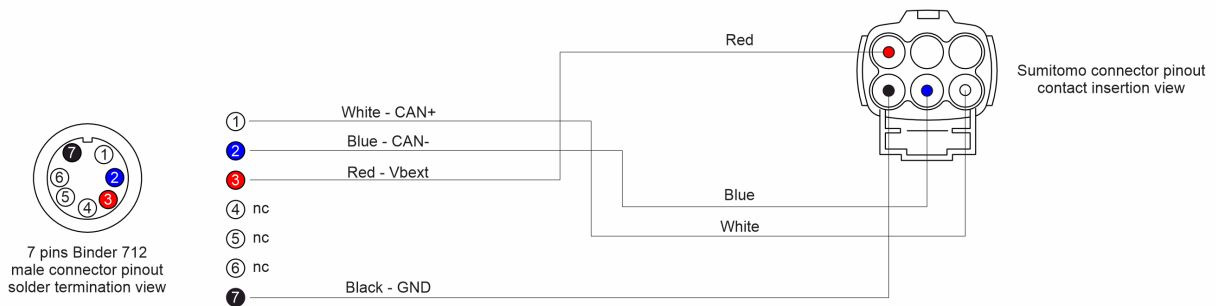 Red
Sumitomo connector pinout
contact insertion view
White - CAN+
1
Blue - CAN-
2
Red - Vbext
3
4 nc
5 nc
6 nc
Black - GND
7
Blue
White
7
1
6
2
5
3
4
7 pins Binder 712
male connector pinout
solder termination view